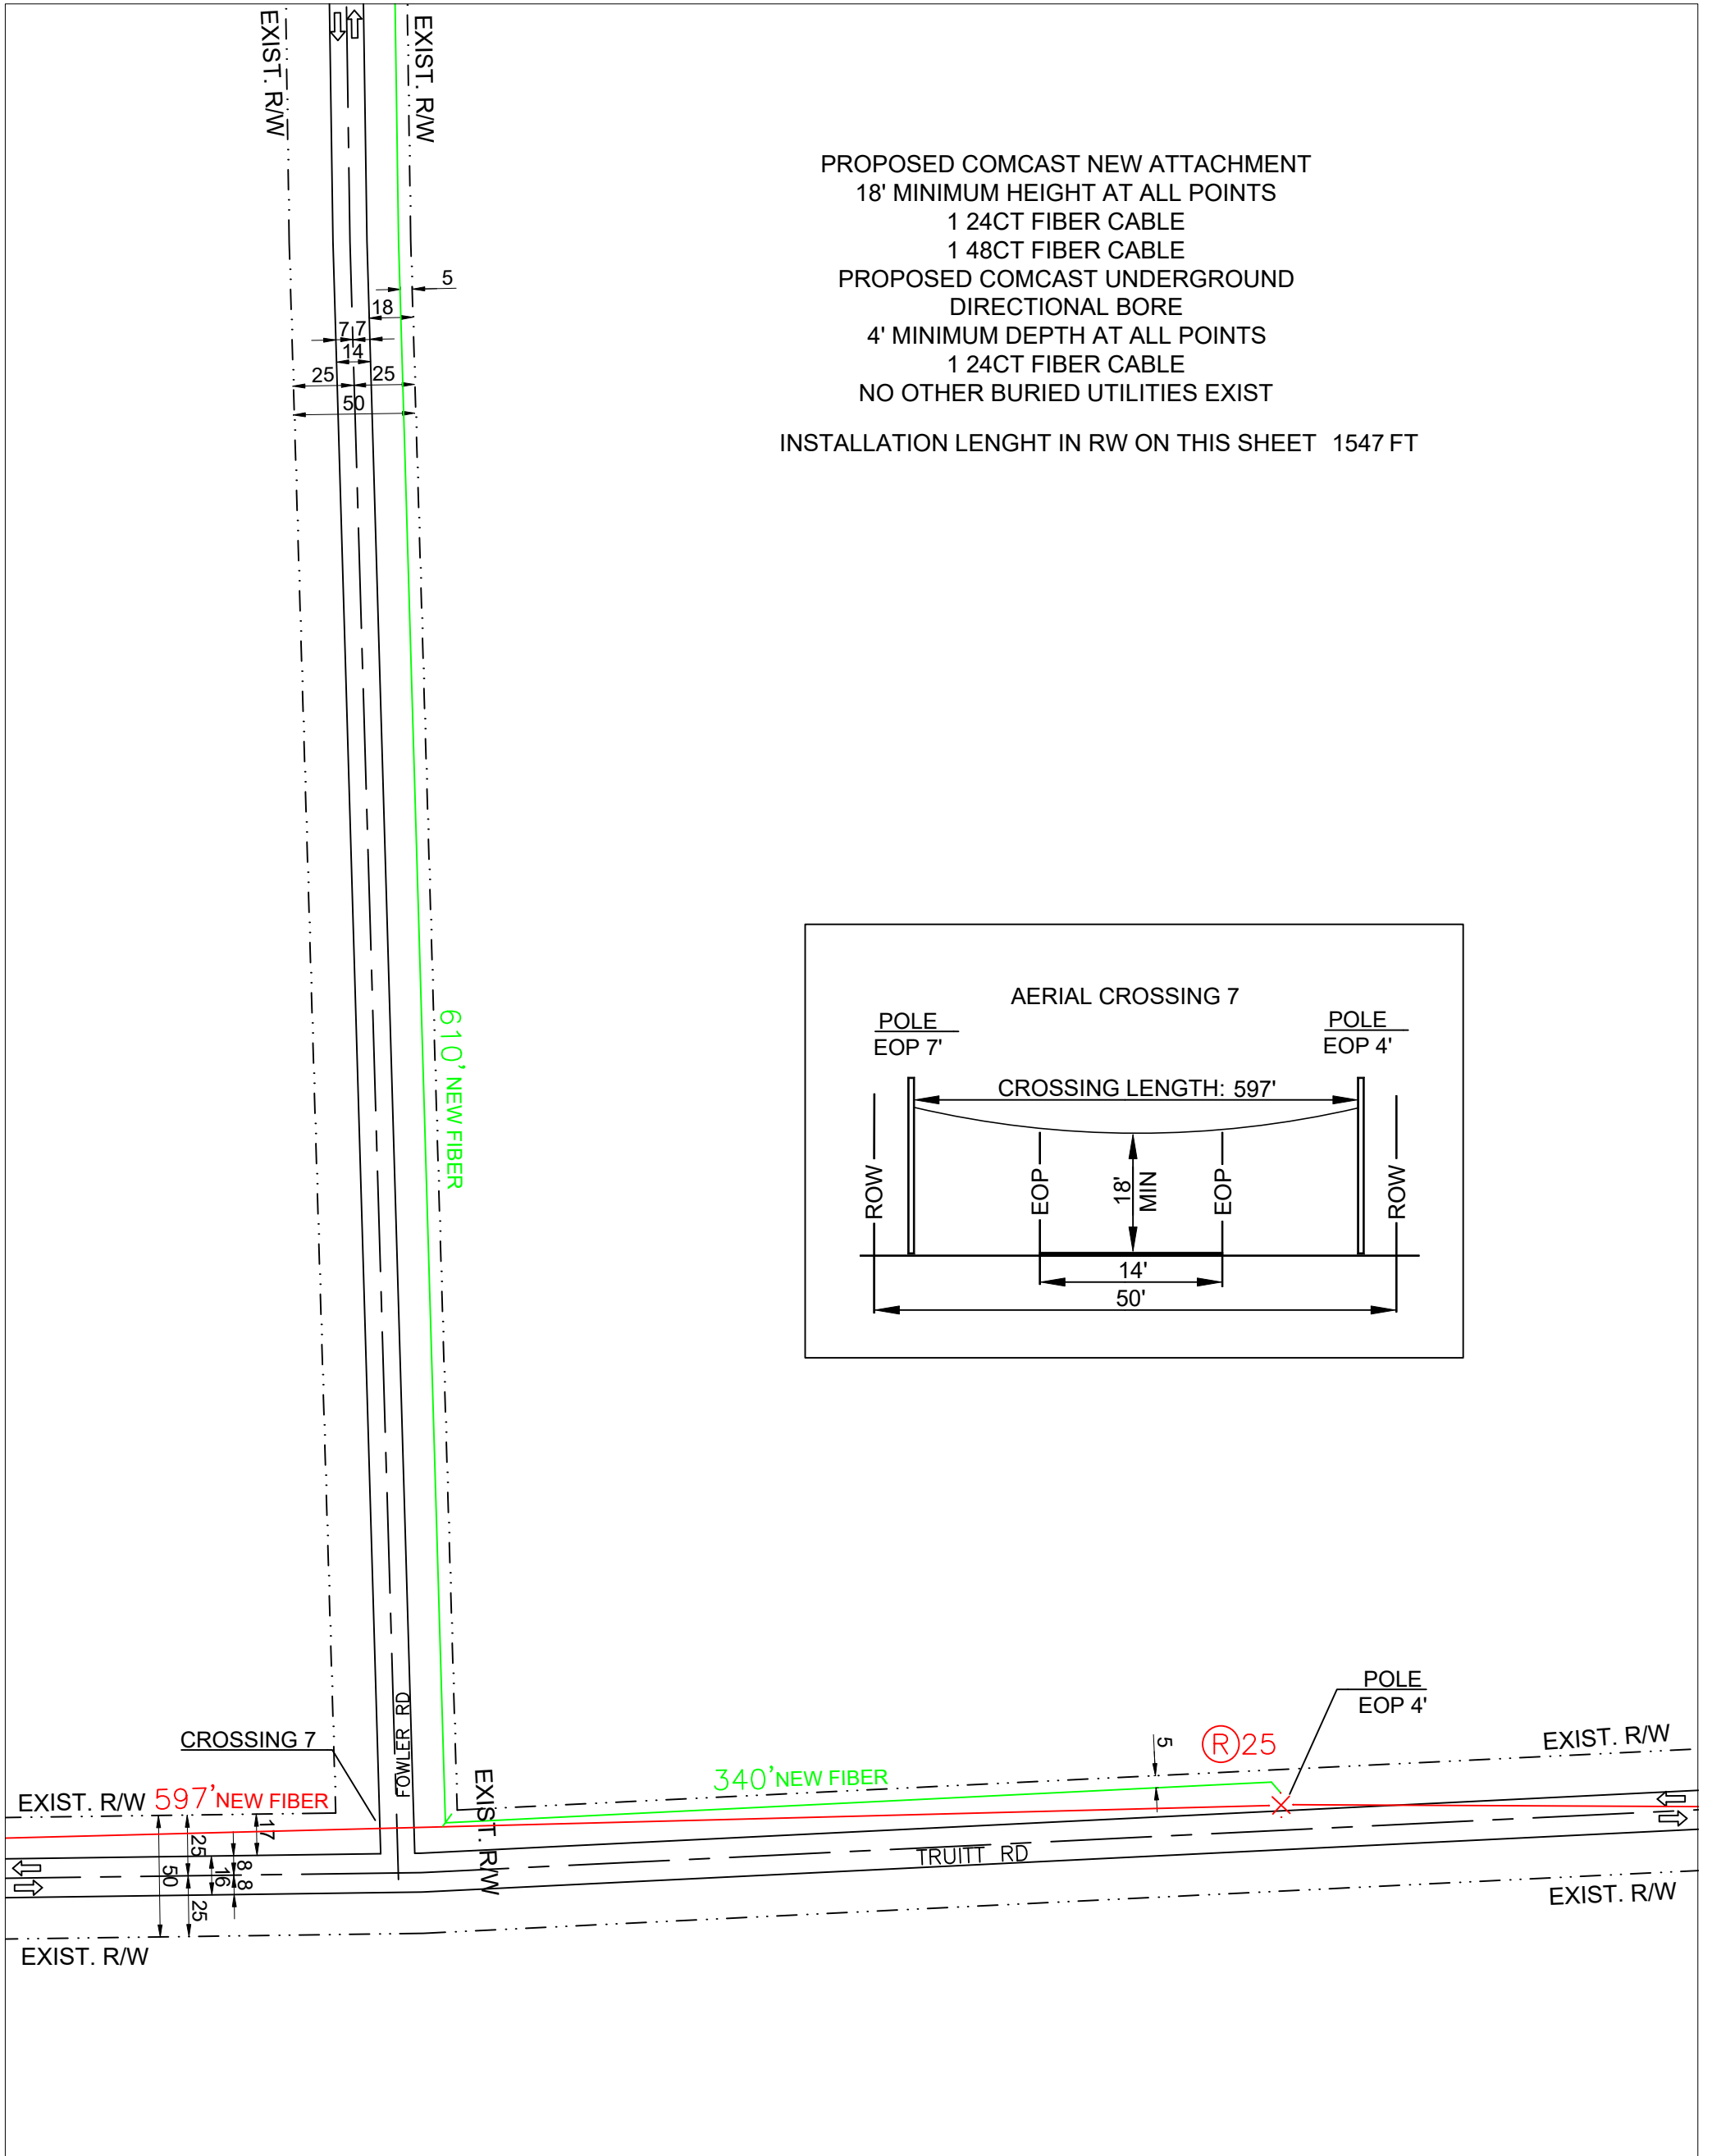 EXIST. R/W
EXIST. R/W
PROPOSED COMCAST NEW ATTACHMENT
18' MINIMUM HEIGHT AT ALL POINTS
1 24CT FIBER CABLE
1 48CT FIBER CABLE
PROPOSED COMCAST UNDERGROUND
DIRECTIONAL BORE
4' MINIMUM DEPTH AT ALL POINTS
1 24CT FIBER CABLE
NO OTHER BURIED UTILITIES EXIST
INSTALLATION LENGHT IN RW ON THIS SHEET 1547 FT
5
18
7 7
14
25 25
50
610' NEW FIBER
AERIAL CROSSING 7
POLE
EOP 7'
POLE
EOP 4'
CROSSING LENGTH: 597'
ROW
EOP
18'
MIN
EOP
ROW
14'
50'
POLE
EOP 4'
CROSSING 7
FOWLER RD
5
R 25
EXIST. R/W
340' NEW FIBER
EXIST. R/W 597' NEW FIBER
EXIST. R/W
17
25
8
16
8
50
25
TRUITT RD
EXIST. R/W
EXIST. R/W